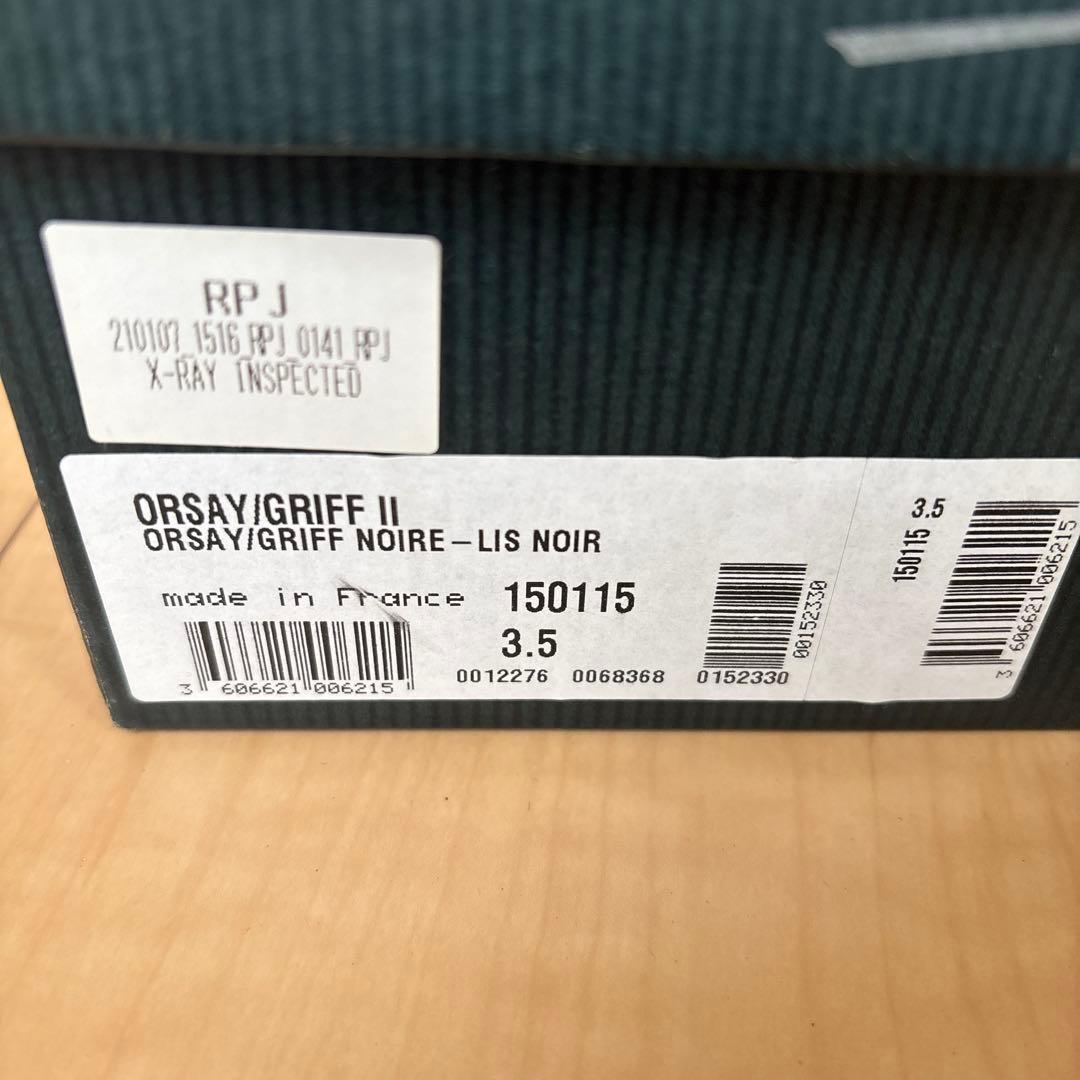 RPJ
210107_1516_RPJ_0141_RPJ
X-RAY INSPECTED
ORSAY/GRIFF II
ORSAY/GRIFF NOIRE–LIS NOIR
made in France 150115
3.5
3 606621 006215
0012276 0068368 0152330
00152330
3.5
150115
3 606621 006215